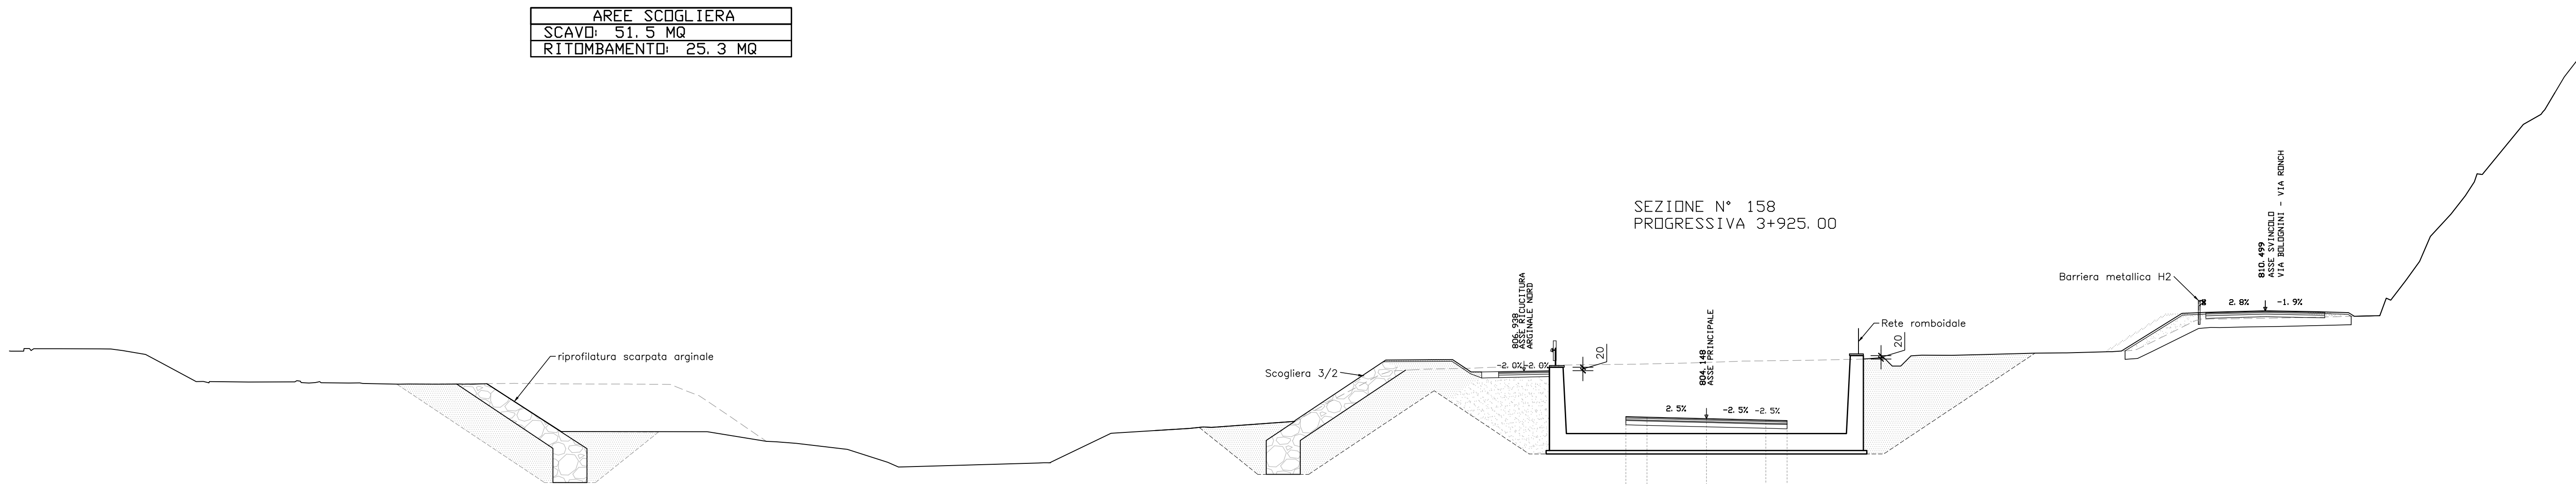 AREE SCOGLIERA
SCAVO: 51.5 MQ
RITOMBAMENTO: 25.3 MQ
SEZIONE N° 158
PROGRESSIVA 3+925.00
riprofilatura scarpata arginale
Scogliera 3/2
806.938
ASSE RICUCITURA
ARGINALE NORD
-2.0%
-2.0%
20
804.148
ASSE PRINCIPALE
2.5%
-2.5%
-2.5%
Rete romboidale
20
Barriera metallica H2
810.499
ASSE SVINCOLO
VIA BOLOGNINI - VIA RONCH
2.8%
-1.9%